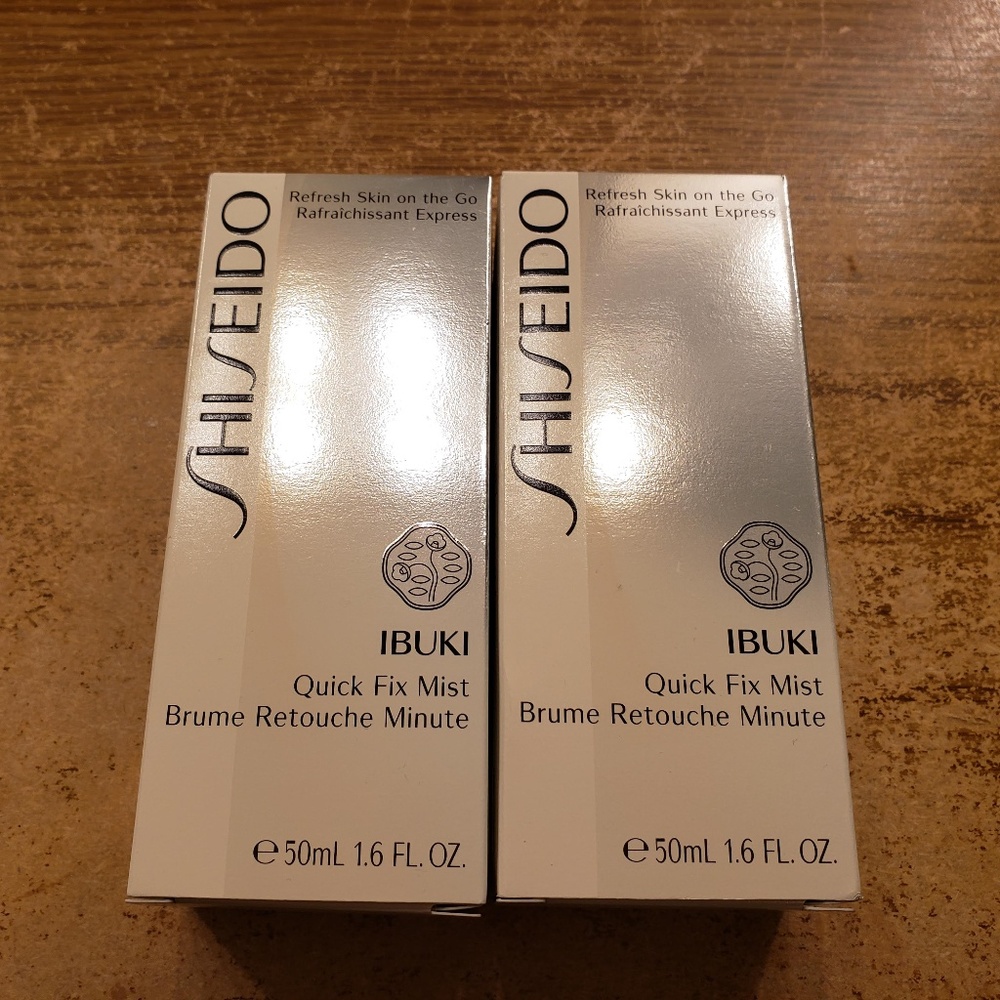 SHISEIDO
Refresh Skin on the Go
Rafraîchissant Express
IBUKI
Quick Fix Mist
Brume Retouche Minute
℮ 50mL 1.6 FL. OZ.
SHISEIDO
Refresh Skin on the Go
Rafraîchissant Express
IBUKI
Quick Fix Mist
Brume Retouche Minute
℮ 50mL 1.6 FL. OZ.